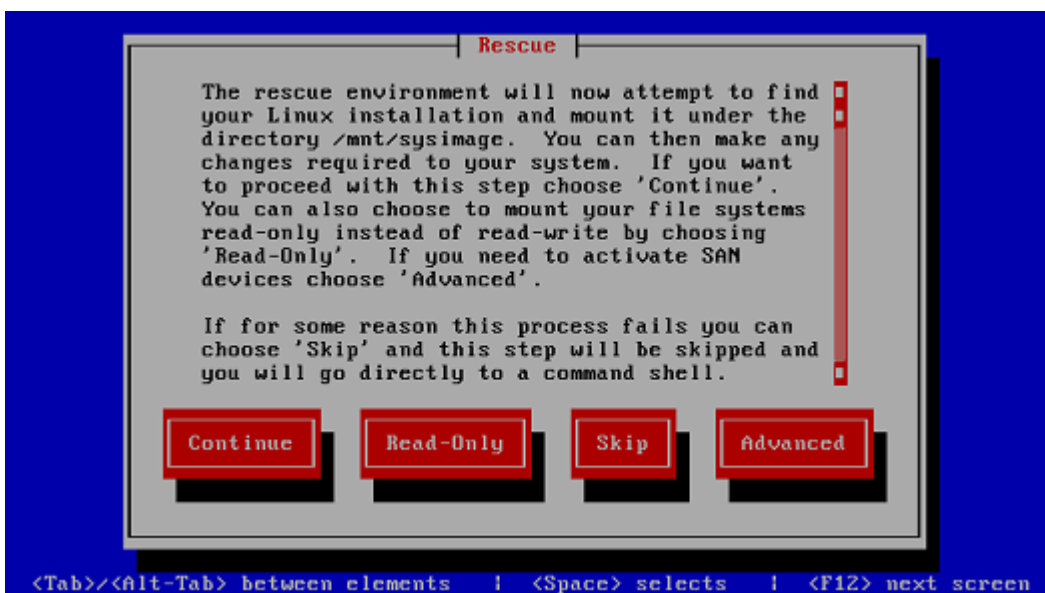 Rescue
The rescue environment will now attempt to find
your Linux installation and mount it under the
directory /mnt/sysimage.  You can then make any
changes required to your system.  If you want
to proceed with this step choose 'Continue'.
You can also choose to mount your file systems
read-only instead of read-write by choosing
'Read-Only'.  If you need to activate SAN
devices choose 'Advanced'.
If for some reason this process fails you can
choose 'Skip' and this step will be skipped and
you will go directly to a command shell.
Continue Read-Only Skip Advanced
<Tab>/<Alt-Tab> between elements | <Space> selects | <F12> next screen